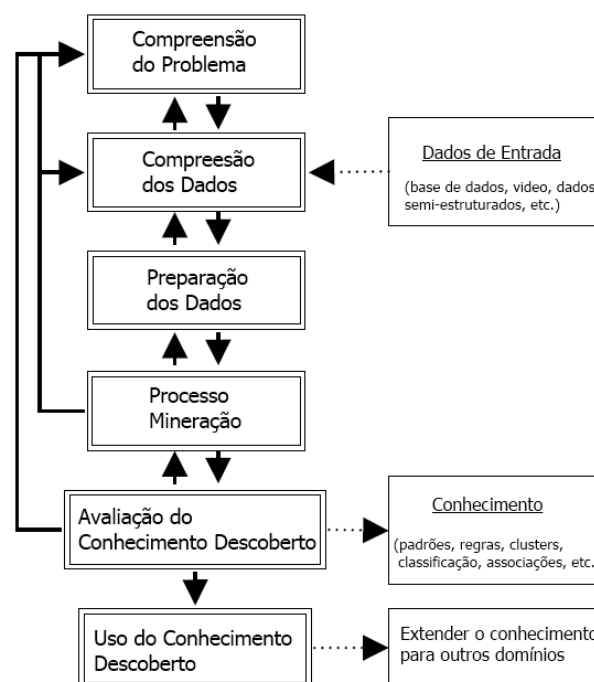 Compreensão
do Problema
Compreesão
dos Dados
Dados de Entrada
(base de dados, video, dados
semi-estruturados, etc.)
Preparação
dos Dados
Processo
Mineração
Avaliação do
Conhecimento Descoberto
Conhecimento
(padrões, regras, clusters,
classificação, associações, etc.
Uso do Conhecimento
Descoberto
Extender o conhecimento
para outros domínios